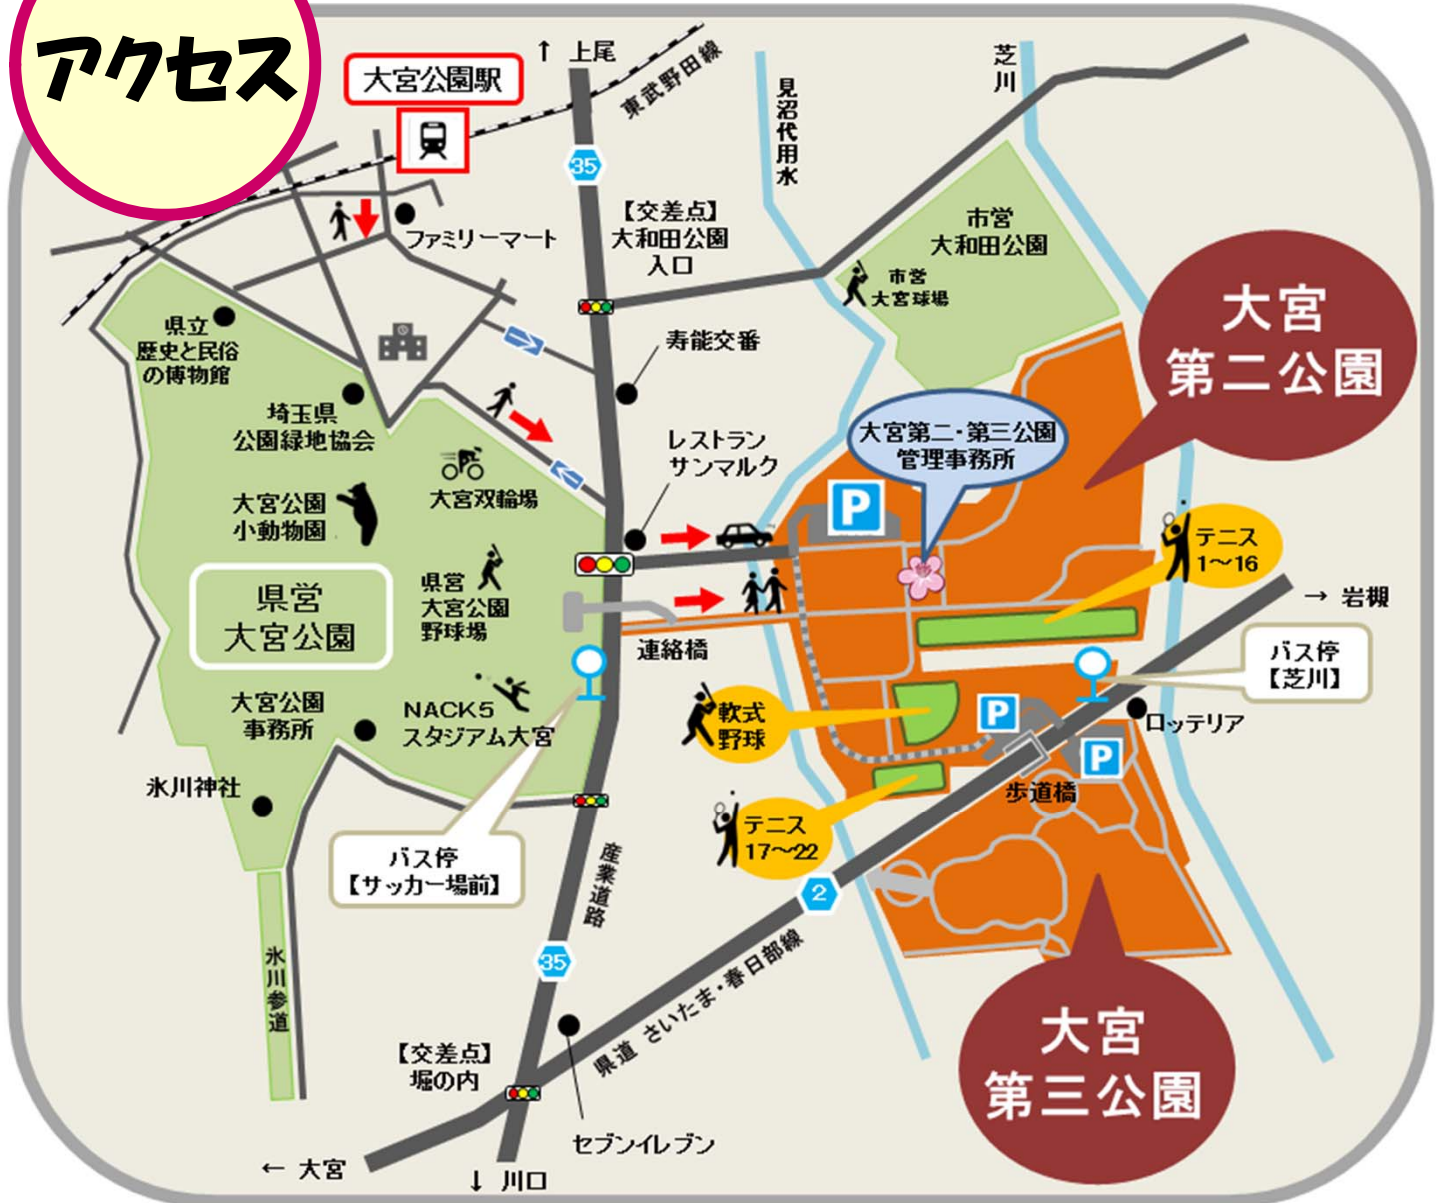 アクセス
大宮公園駅
↑ 上尾
東武野田線
35
見沼代用水
芝川
ファミリーマート
【交差点】
大和田公園
入口
市営
大和田公園
市営
大宮球場
大宮
第二公園
県立
歴史と民俗
の博物館
寿能交番
埼玉県
公園緑地協会
大宮双輪場
レストラン
サンマルク
大宮第二・第三公園
管理事務所
P
大宮公園
小動物園
テニス
1～16
県営
大宮公園
県営
大宮公園
野球場
→ 岩槻
連絡橋
バス停
【芝川】
大宮公園
事務所
NACK5
スタジアム大宮
軟式
野球
P
ロッテリア
P
歩道橋
氷川神社
テニス
17～22
バス停
【サッカー場前】
産業道路
2
35
氷川参道
県道 さいたま・春日部線
【交差点】
堀の内
大宮
第三公園
セブンイレブン
← 大宮
↓ 川口